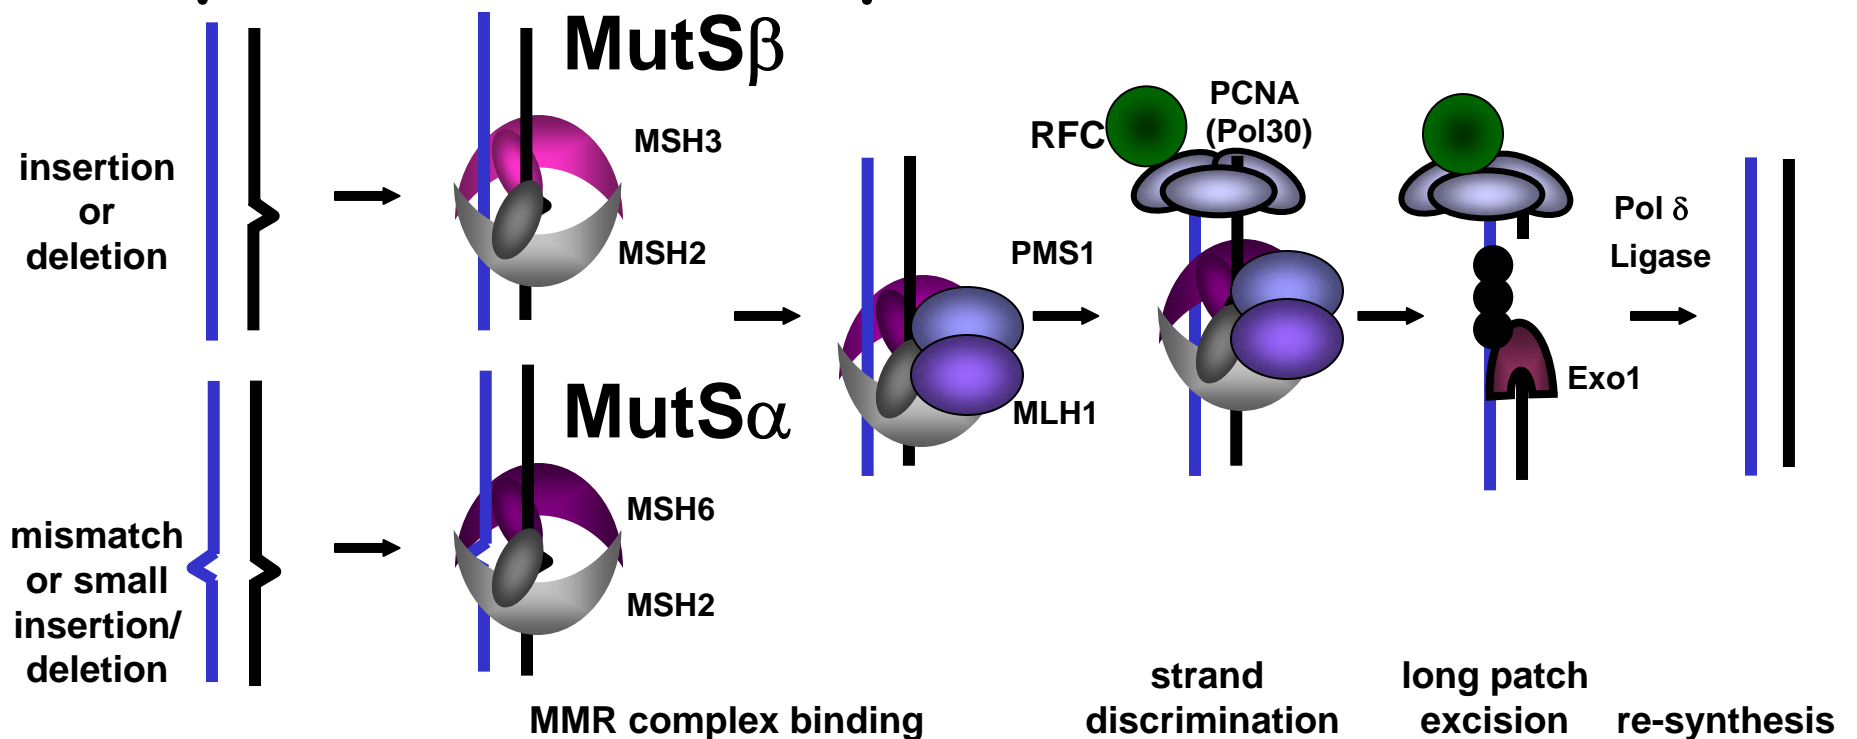 MutSβ
MSH3
MSH2
insertion
or
deletion
MutSα
MSH6
MSH2
mismatch
or small
insertion/
deletion
PMS1
MLH1
RFC
PCNA
(Pol30)
Exo1
Pol δ
Ligase
MMR complex binding
strand
discrimination
long patch
excision
re-synthesis